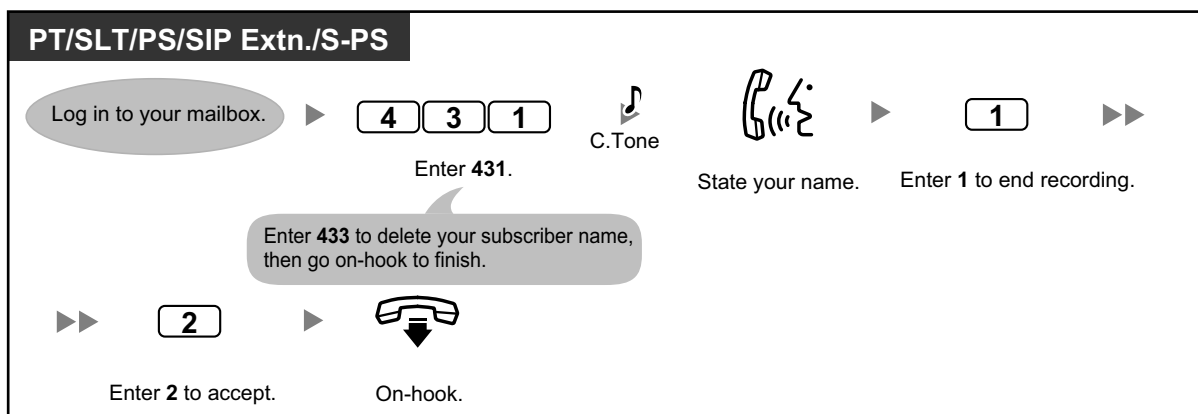 PT/SLT/PS/SIP Extn./S-PS
Log in to your mailbox.
4 3 1
C.Tone
Enter 431.
State your name.
1
Enter 1 to end recording.
Enter 433 to delete your subscriber name,
then go on-hook to finish.
2
Enter 2 to accept.
On-hook.